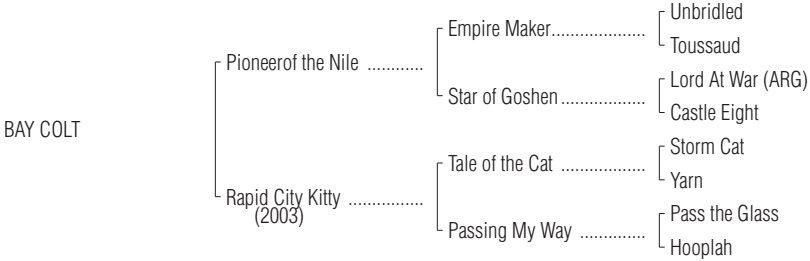 Unbridled
Empire Maker.....................
Toussaud
Pioneerof the Nile ............
Lord At War (ARG)
Star of Goshen...................
Castle Eight
BAY COLT
Storm Cat
Tale of the Cat ...................
Yarn
Rapid City Kitty .................
(2003)
Pass the Glass
Passing My Way ...............
Hooplah